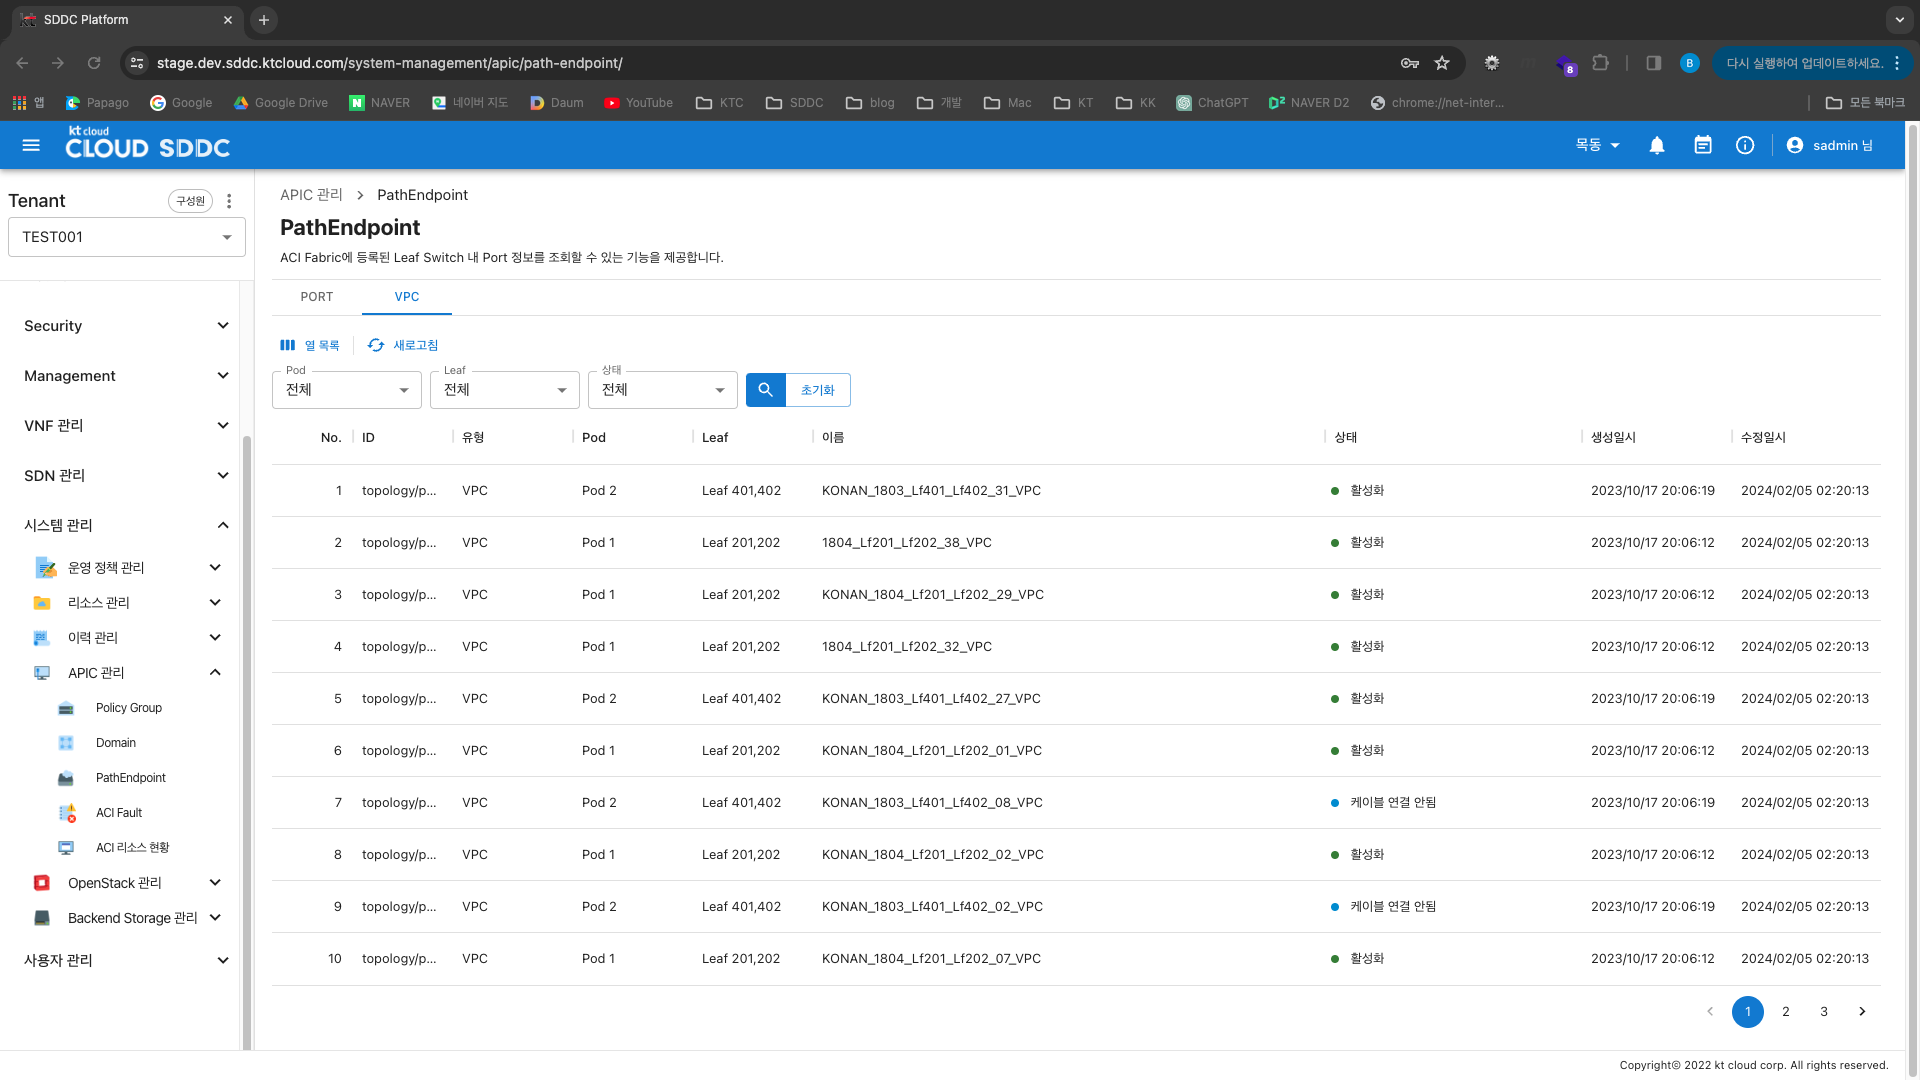 SDDC Platform
stage.dev.sddc.ktcloud.com/system-management/apic/path-endpoint/
8
B
다시 실행하여 업데이트하세요.
앱 Papago Google Google Drive NAVER 네이버 지도 Daum YouTube KTC SDDC blog 개발 Mac KT KK ChatGPT NAVER D2 chrome://net-inter... 모든 북마크
kt cloud
CLOUD SDDC
목동
sadmin 님
Tenant
구성원
TEST001
Security
Management
VNF 관리
SDN 관리
시스템 관리
운영 정책 관리
리소스 관리
이력 관리
APIC 관리
Policy Group
Domain
PathEndpoint
ACI Fault
ACI 리소스 현황
OpenStack 관리
Backend Storage 관리
사용자 관리
APIC 관리 > PathEndpoint
PathEndpoint
ACI Fabric에 등록된 Leaf Switch 내 Port 정보를 조회할 수 있는 기능을 제공합니다.
PORT VPC
열 목록 새로고침
Pod Leaf 상태
전체 전체 전체 초기화
No. ID 유형 Pod Leaf 이름 상태 생성일시 수정일시
1 topology/p... VPC Pod 2 Leaf 401,402 KONAN_1803_Lf401_Lf402_31_VPC 활성화 2023/10/17 20:06:19 2024/02/05 02:20:13
2 topology/p... VPC Pod 1 Leaf 201,202 1804_Lf201_Lf202_38_VPC 활성화 2023/10/17 20:06:12 2024/02/05 02:20:13
3 topology/p... VPC Pod 1 Leaf 201,202 KONAN_1804_Lf201_Lf202_29_VPC 활성화 2023/10/17 20:06:12 2024/02/05 02:20:13
4 topology/p... VPC Pod 1 Leaf 201,202 1804_Lf201_Lf202_32_VPC 활성화 2023/10/17 20:06:12 2024/02/05 02:20:13
5 topology/p... VPC Pod 2 Leaf 401,402 KONAN_1803_Lf401_Lf402_27_VPC 활성화 2023/10/17 20:06:19 2024/02/05 02:20:13
6 topology/p... VPC Pod 1 Leaf 201,202 KONAN_1804_Lf201_Lf202_01_VPC 활성화 2023/10/17 20:06:12 2024/02/05 02:20:13
7 topology/p... VPC Pod 2 Leaf 401,402 KONAN_1803_Lf401_Lf402_08_VPC 케이블 연결 안됨 2023/10/17 20:06:19 2024/02/05 02:20:13
8 topology/p... VPC Pod 1 Leaf 201,202 KONAN_1804_Lf201_Lf202_02_VPC 활성화 2023/10/17 20:06:12 2024/02/05 02:20:13
9 topology/p... VPC Pod 2 Leaf 401,402 KONAN_1803_Lf401_Lf402_02_VPC 케이블 연결 안됨 2023/10/17 20:06:19 2024/02/05 02:20:13
10 topology/p... VPC Pod 1 Leaf 201,202 KONAN_1804_Lf201_Lf202_07_VPC 활성화 2023/10/17 20:06:12 2024/02/05 02:20:13
1 2 3
Copyright© 2022 kt cloud corp. All rights reserved.